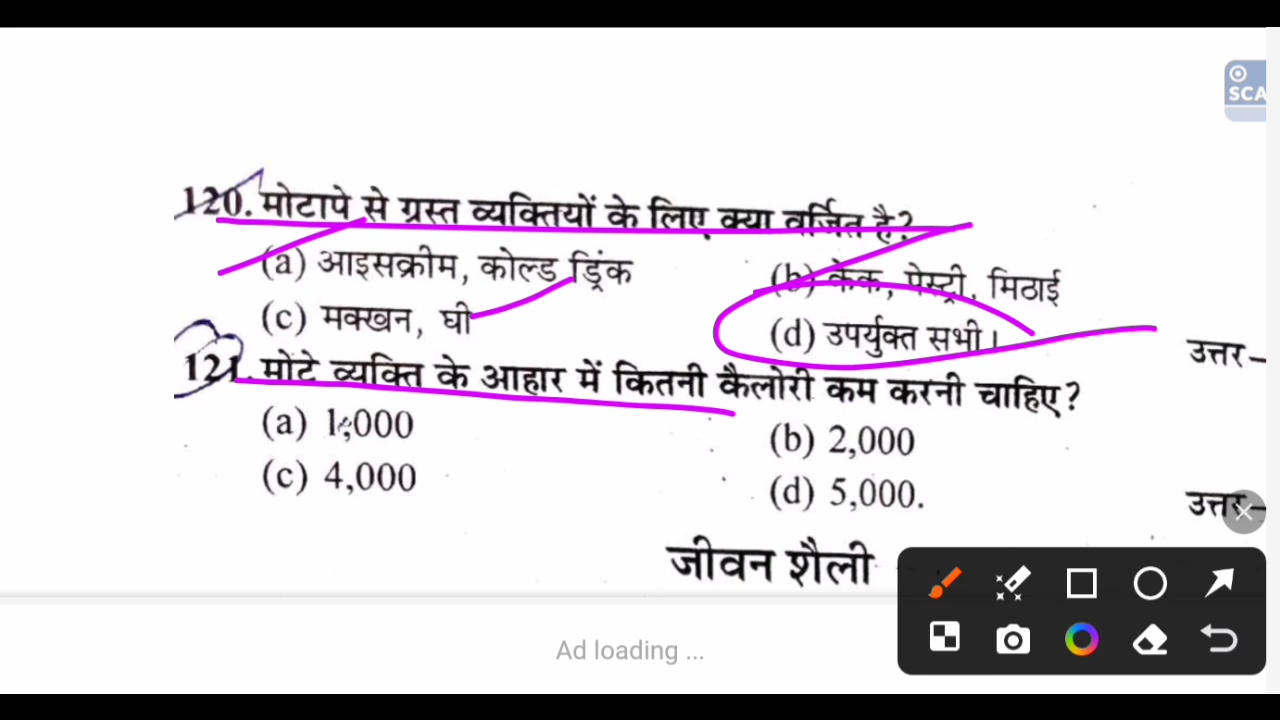 SCA
120. मोटापे से ग्रस्त व्यक्तियों के लिए क्या वर्जित है?
(a) आइसक्रीम, कोल्ड ड्रिंक (b) केक, पेस्ट्री, मिठाई
(c) मक्खन, घी (d) उपर्युक्त सभी।
उत्तर–
121. मोंटे व्यक्ति के आहार में कितनी कैलोरी कम करनी चाहिए?
(a) 1,000 (b) 2,000
(c) 4,000 (d) 5,000.
उत्तर–
जीवन शैली
Ad loading ...